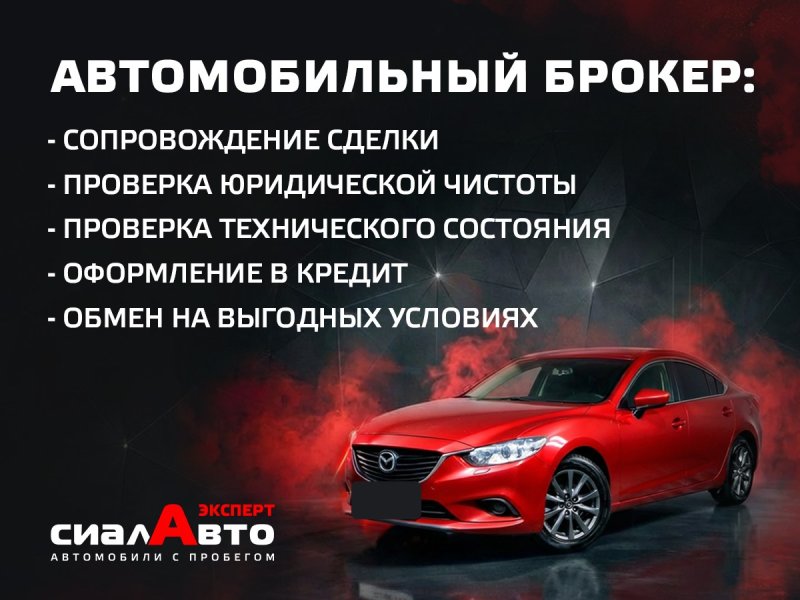 АВТОМОБИЛЬНЫЙ БРОКЕР:
- СОПРОВОЖДЕНИЕ СДЕЛКИ
- ПРОВЕРКА ЮРИДИЧЕСКОЙ ЧИСТОТЫ
- ПРОВЕРКА ТЕХНИЧЕСКОГО СОСТОЯНИЯ
- ОФОРМЛЕНИЕ В КРЕДИТ
- ОБМЕН НА ВЫГОДНЫХ УСЛОВИЯХ
ЭКСПЕРТ
СИАЛАВТО
АВТОМОБИЛИ С ПРОБЕГОМ